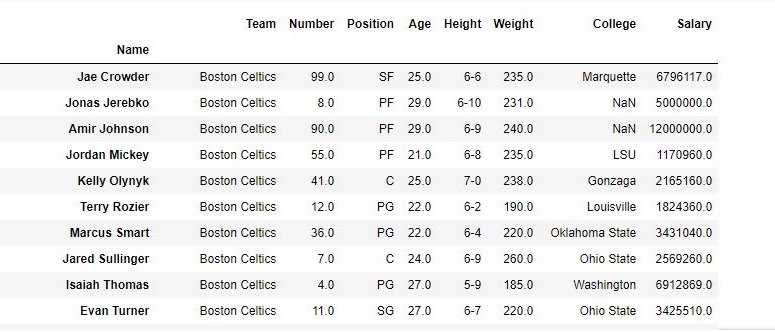 Team Number Position Age Height Weight College Salary
Name
Jae Crowder Boston Celtics 99.0 SF 25.0 6-6 235.0 Marquette 6796117.0
Jonas Jerebko Boston Celtics 8.0 PF 29.0 6-10 231.0 NaN 5000000.0
Amir Johnson Boston Celtics 90.0 PF 29.0 6-9 240.0 NaN 12000000.0
Jordan Mickey Boston Celtics 55.0 PF 21.0 6-8 235.0 LSU 1170960.0
Kelly Olynyk Boston Celtics 41.0 C 25.0 7-0 238.0 Gonzaga 2165160.0
Terry Rozier Boston Celtics 12.0 PG 22.0 6-2 190.0 Louisville 1824360.0
Marcus Smart Boston Celtics 36.0 PG 22.0 6-4 220.0 Oklahoma State 3431040.0
Jared Sullinger Boston Celtics 7.0 C 24.0 6-9 260.0 Ohio State 2569260.0
Isaiah Thomas Boston Celtics 4.0 PG 27.0 5-9 185.0 Washington 6912869.0
Evan Turner Boston Celtics 11.0 SG 27.0 6-7 220.0 Ohio State 3425510.0